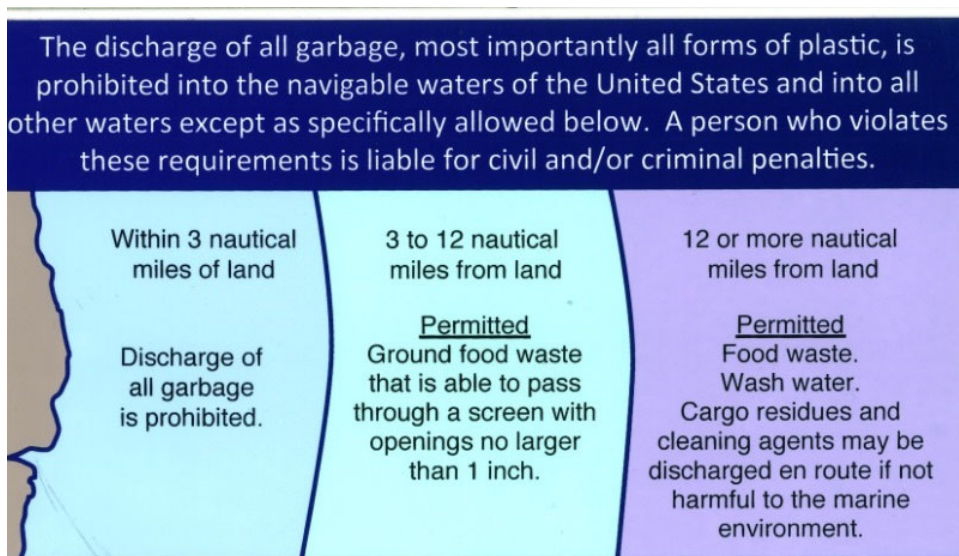 The discharge of all garbage, most importantly all forms of plastic, is
prohibited into the navigable waters of the United States and into all
other waters except as specifically allowed below.  A person who violates
these requirements is liable for civil and/or criminal penalties.
Within 3 nautical
miles of land
Discharge of
all garbage
is prohibited.
3 to 12 nautical
miles from land
Permitted
Ground food waste
that is able to pass
through a screen with
openings no larger
than 1 inch.
12 or more nautical
miles from land
Permitted
Food waste.
Wash water.
Cargo residues and
cleaning agents may be
discharged en route if not
harmful to the marine
environment.